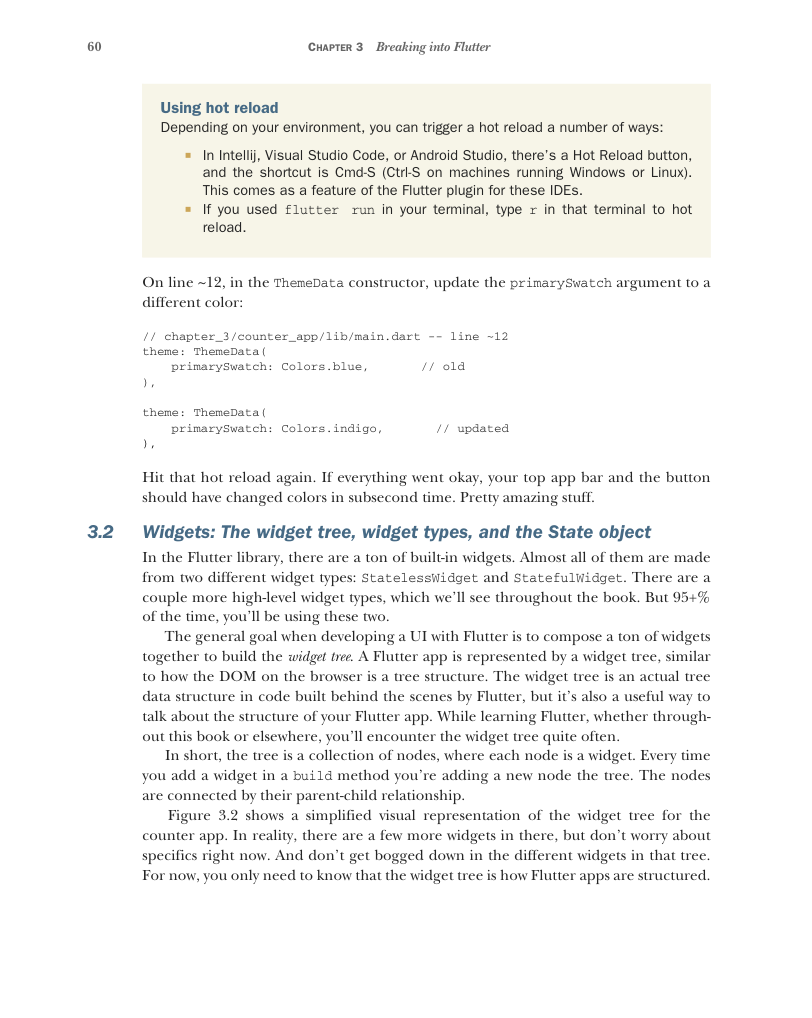 60
CHAPTER 3 Breaking into Flutter
Using hot reload
Depending on your environment, you can trigger a hot reload a number of ways:
■ In Intellij, Visual Studio Code, or Android Studio, there's a Hot Reload button,
and the shortcut is Cmd-S (Ctrl-S on machines running Windows or Linux).
This comes as a feature of the Flutter plugin for these IDEs.
■ If you used flutter run in your terminal, type r in that terminal to hot
reload.
On line ~12, in the ThemeData constructor, update the primarySwatch argument to a
different color:
// chapter_3/counter_app/lib/main.dart -- line ~12
theme: ThemeData(
    primarySwatch: Colors.blue,       // old
),
theme: ThemeData(
    primarySwatch: Colors.indigo,       // updated
),
Hit that hot reload again. If everything went okay, your top app bar and the button
should have changed colors in subsecond time. Pretty amazing stuff.
3.2 Widgets: The widget tree, widget types, and the State object
In the Flutter library, there are a ton of built-in widgets. Almost all of them are made
from two different widget types: StatelessWidget and StatefulWidget. There are a
couple more high-level widget types, which we'll see throughout the book. But 95+%
of the time, you'll be using these two.
The general goal when developing a UI with Flutter is to compose a ton of widgets
together to build the widget tree. A Flutter app is represented by a widget tree, similar
to how the DOM on the browser is a tree structure. The widget tree is an actual tree
data structure in code built behind the scenes by Flutter, but it's also a useful way to
talk about the structure of your Flutter app. While learning Flutter, whether through-
out this book or elsewhere, you'll encounter the widget tree quite often.
In short, the tree is a collection of nodes, where each node is a widget. Every time
you add a widget in a build method you're adding a new node the tree. The nodes
are connected by their parent-child relationship.
Figure 3.2 shows a simplified visual representation of the widget tree for the
counter app. In reality, there are a few more widgets in there, but don't worry about
specifics right now. And don't get bogged down in the different widgets in that tree.
For now, you only need to know that the widget tree is how Flutter apps are structured.